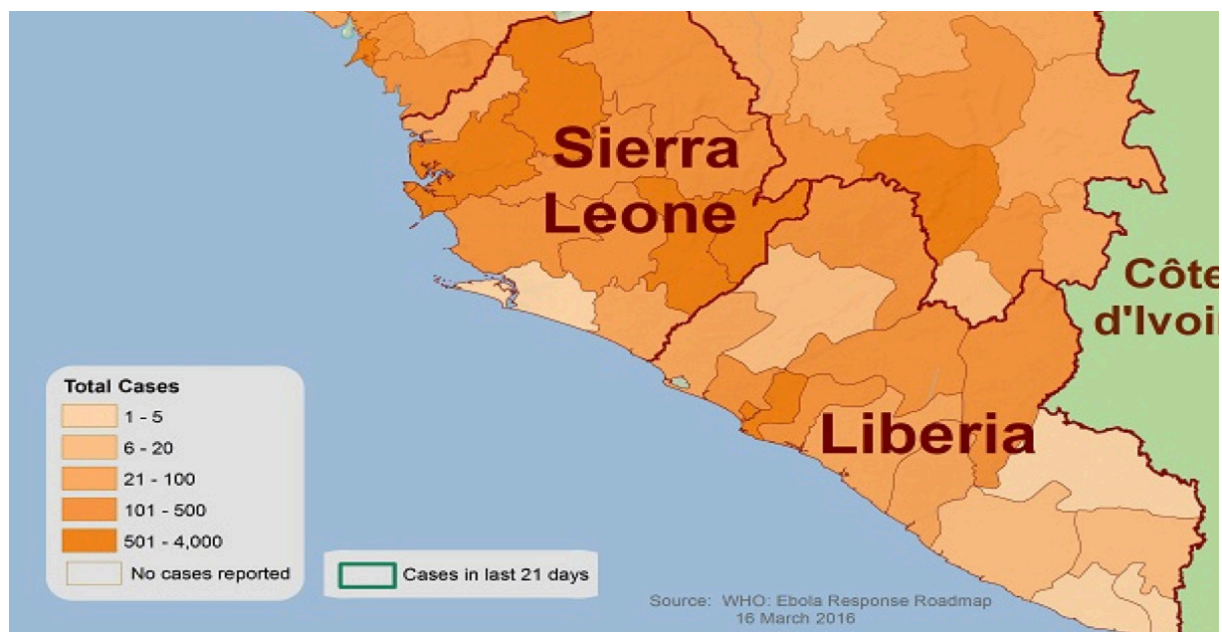 Sierra
Leone
Côte
d'Ivoi
Liberia
Total Cases
1 - 5
6 - 20
21 - 100
101 - 500
501 - 4,000
No cases reported
Cases in last 21 days
Source: WHO: Ebola Response Roadmap
16 March 2016